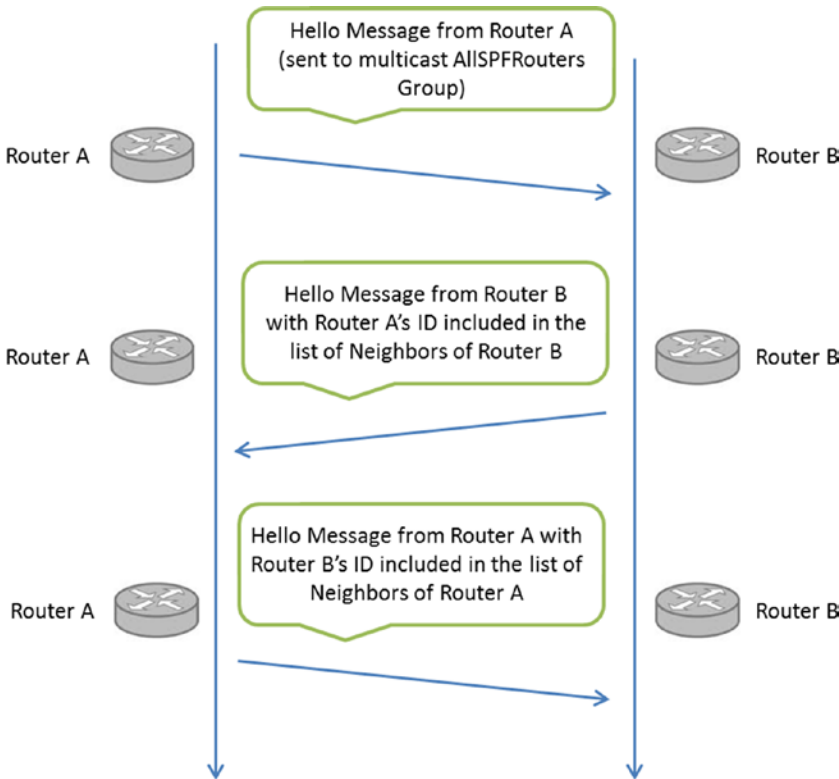 Hello Message from Router A
(sent to multicast AllSPFRouters
Group)
Router A
Router B
Hello Message from Router B
with Router A's ID included in the
list of Neighbors of Router B
Router A
Router B
Hello Message from Router A with
Router B's ID included in the list of
Neighbors of Router A
Router A
Router B